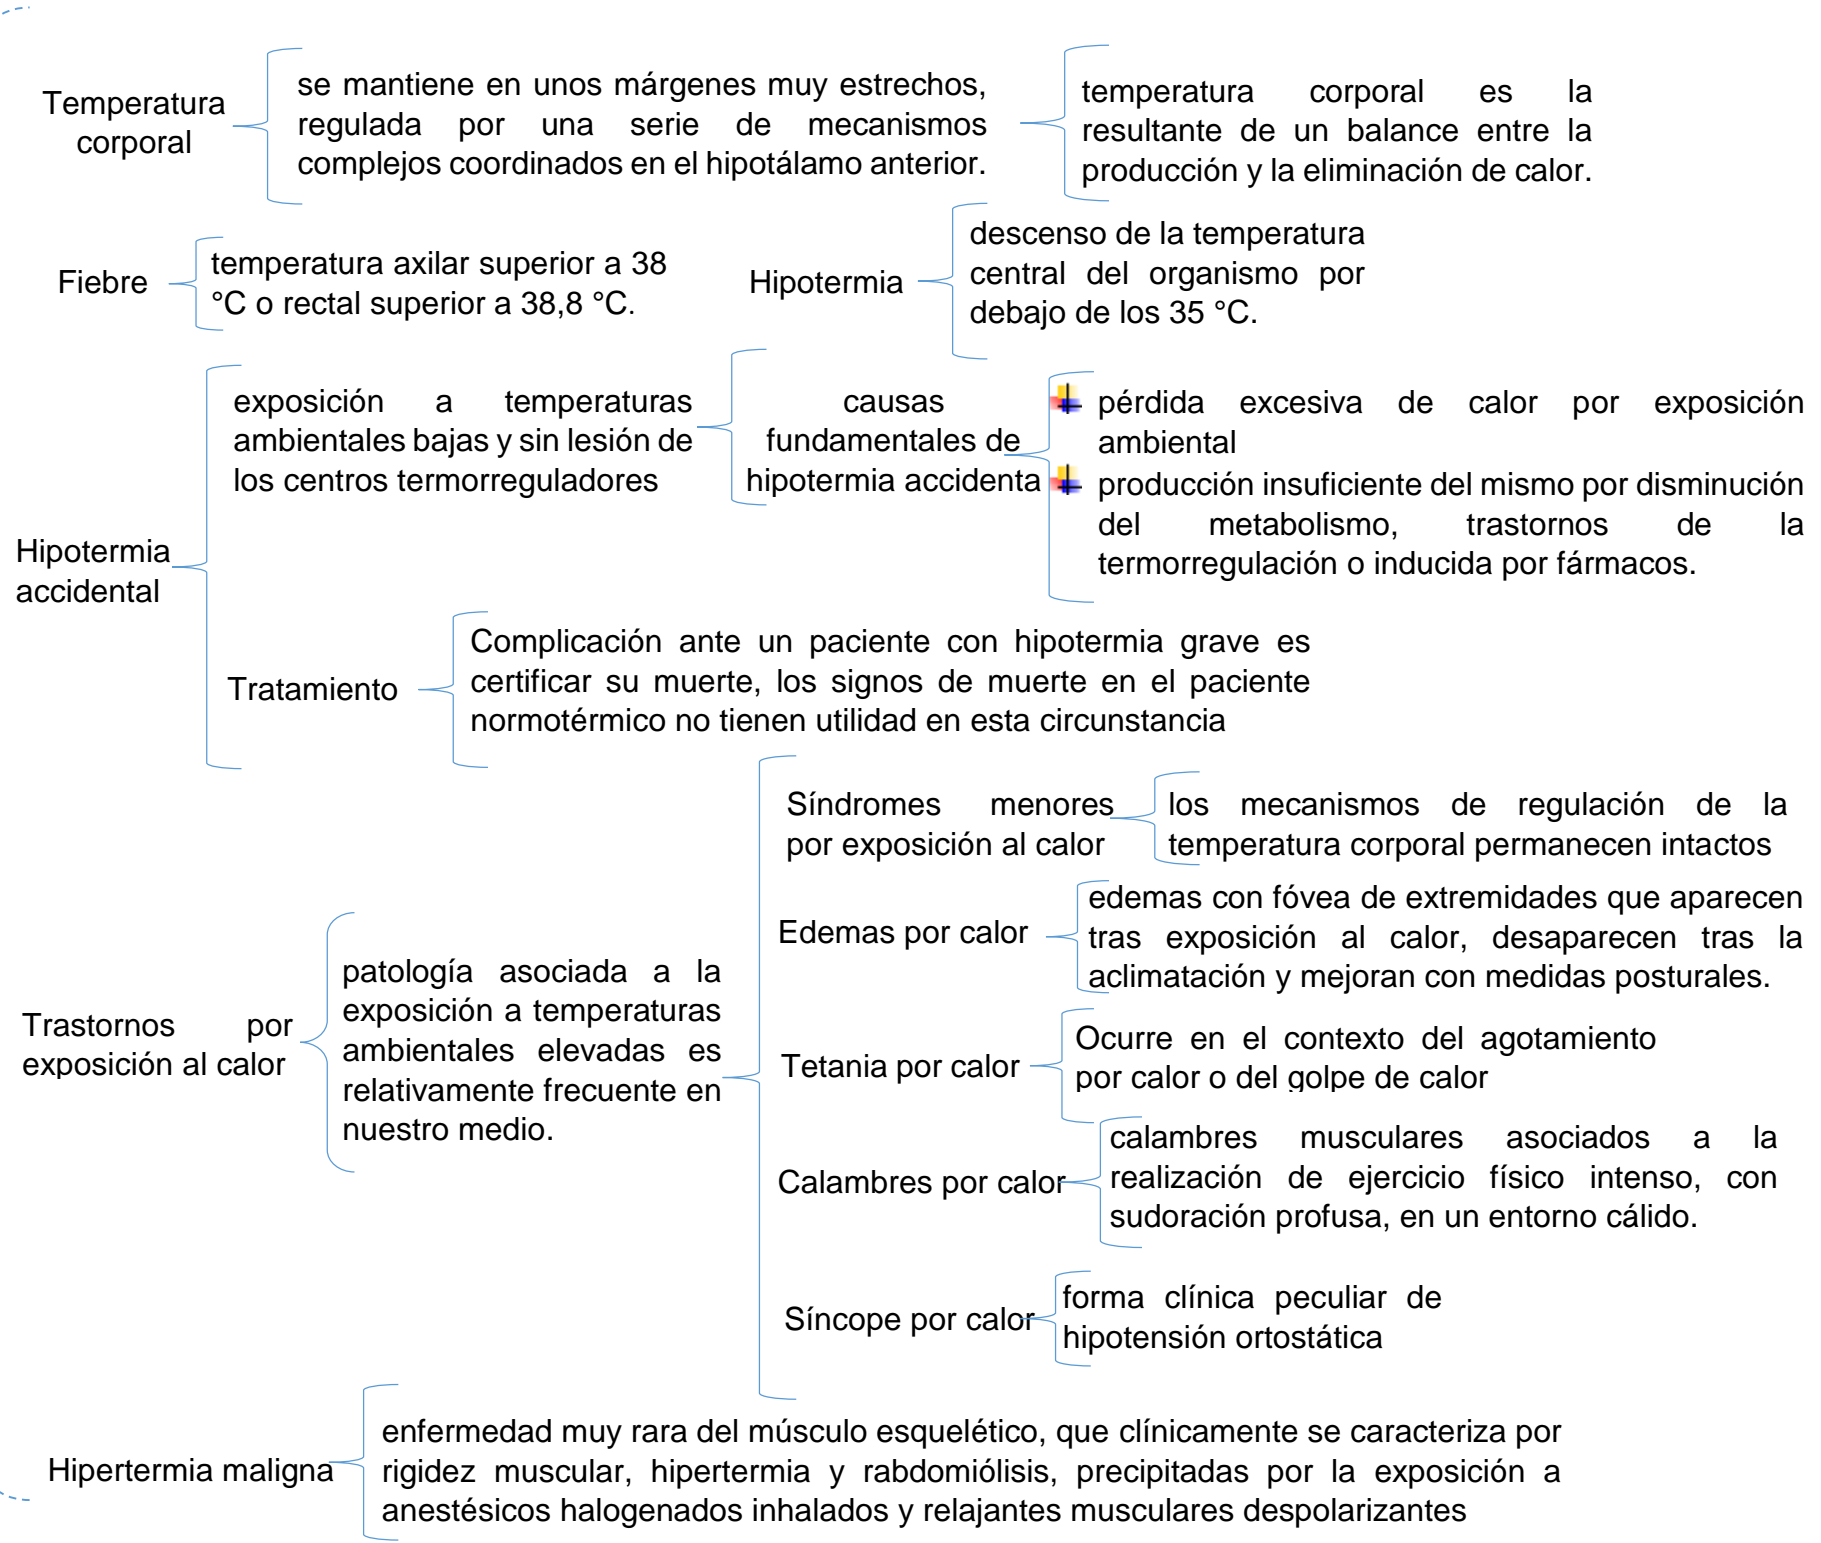 Temperatura
corporal
se mantiene en unos márgenes muy estrechos,
regulada por una serie de mecanismos
complejos coordinados en el hipotálamo anterior.
temperatura corporal es la
resultante de un balance entre la
producción y la eliminación de calor.
Fiebre
temperatura axilar superior a 38
°C o rectal superior a 38,8 °C.
Hipotermia
descenso de la temperatura
central del organismo por
debajo de los 35 °C.
Hipotermia
accidental
exposición a temperaturas
ambientales bajas y sin lesión de
los centros termorreguladores
causas
fundamentales de
hipotermia accidenta
pérdida excesiva de calor por exposición
ambiental
producción insuficiente del mismo por disminución
del metabolismo, trastornos de la
termorregulación o inducida por fármacos.
Tratamiento
Complicación ante un paciente con hipotermia grave es
certificar su muerte, los signos de muerte en el paciente
normotérmico no tienen utilidad en esta circunstancia
Trastornos por
exposición al calor
patología asociada a la
exposición a temperaturas
ambientales elevadas es
relativamente frecuente en
nuestro medio.
Síndromes menores
por exposición al calor
los mecanismos de regulación de la
temperatura corporal permanecen intactos
Edemas por calor
edemas con fóvea de extremidades que aparecen
tras exposición al calor, desaparecen tras la
aclimatación y mejoran con medidas posturales.
Tetania por calor
Ocurre en el contexto del agotamiento
por calor o del golpe de calor
Calambres por calor
calambres musculares asociados a la
realización de ejercicio físico intenso, con
sudoración profusa, en un entorno cálido.
Síncope por calor
forma clínica peculiar de
hipotensión ortostática
Hipertermia maligna
enfermedad muy rara del músculo esquelético, que clínicamente se caracteriza por
rigidez muscular, hipertermia y rabdomiólisis, precipitadas por la exposición a
anestésicos halogenados inhalados y relajantes musculares despolarizantes